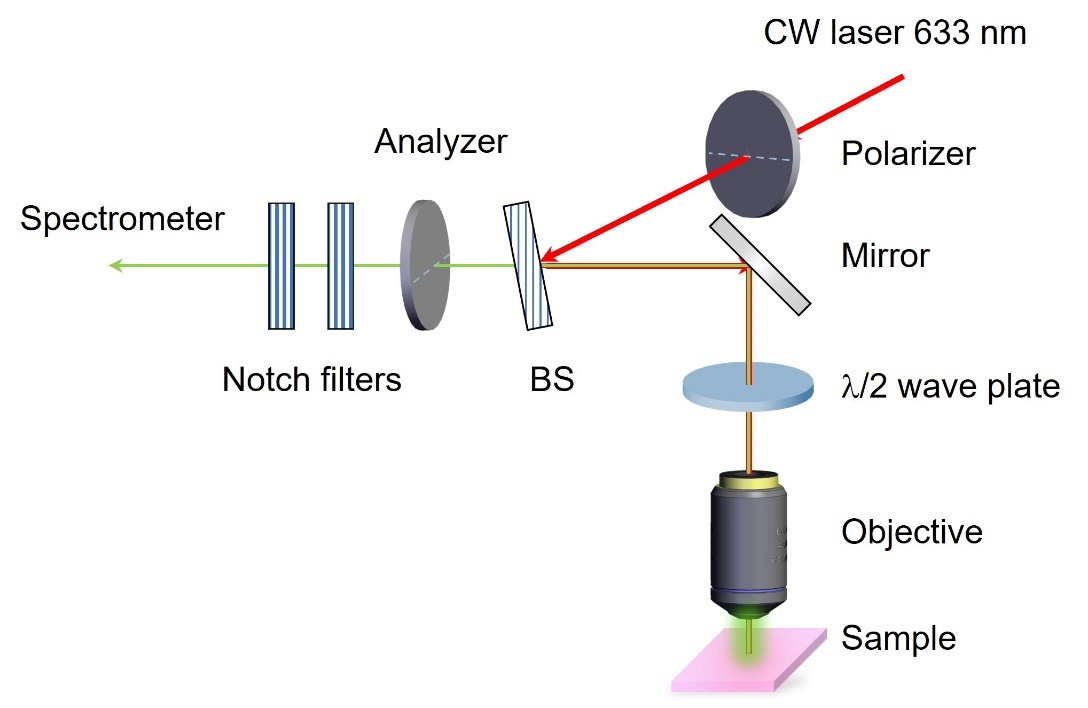 CW laser 633 nm
Analyzer
Polarizer
Spectrometer
Mirror
Notch filters
BS
λ/2 wave plate
Objective
Sample